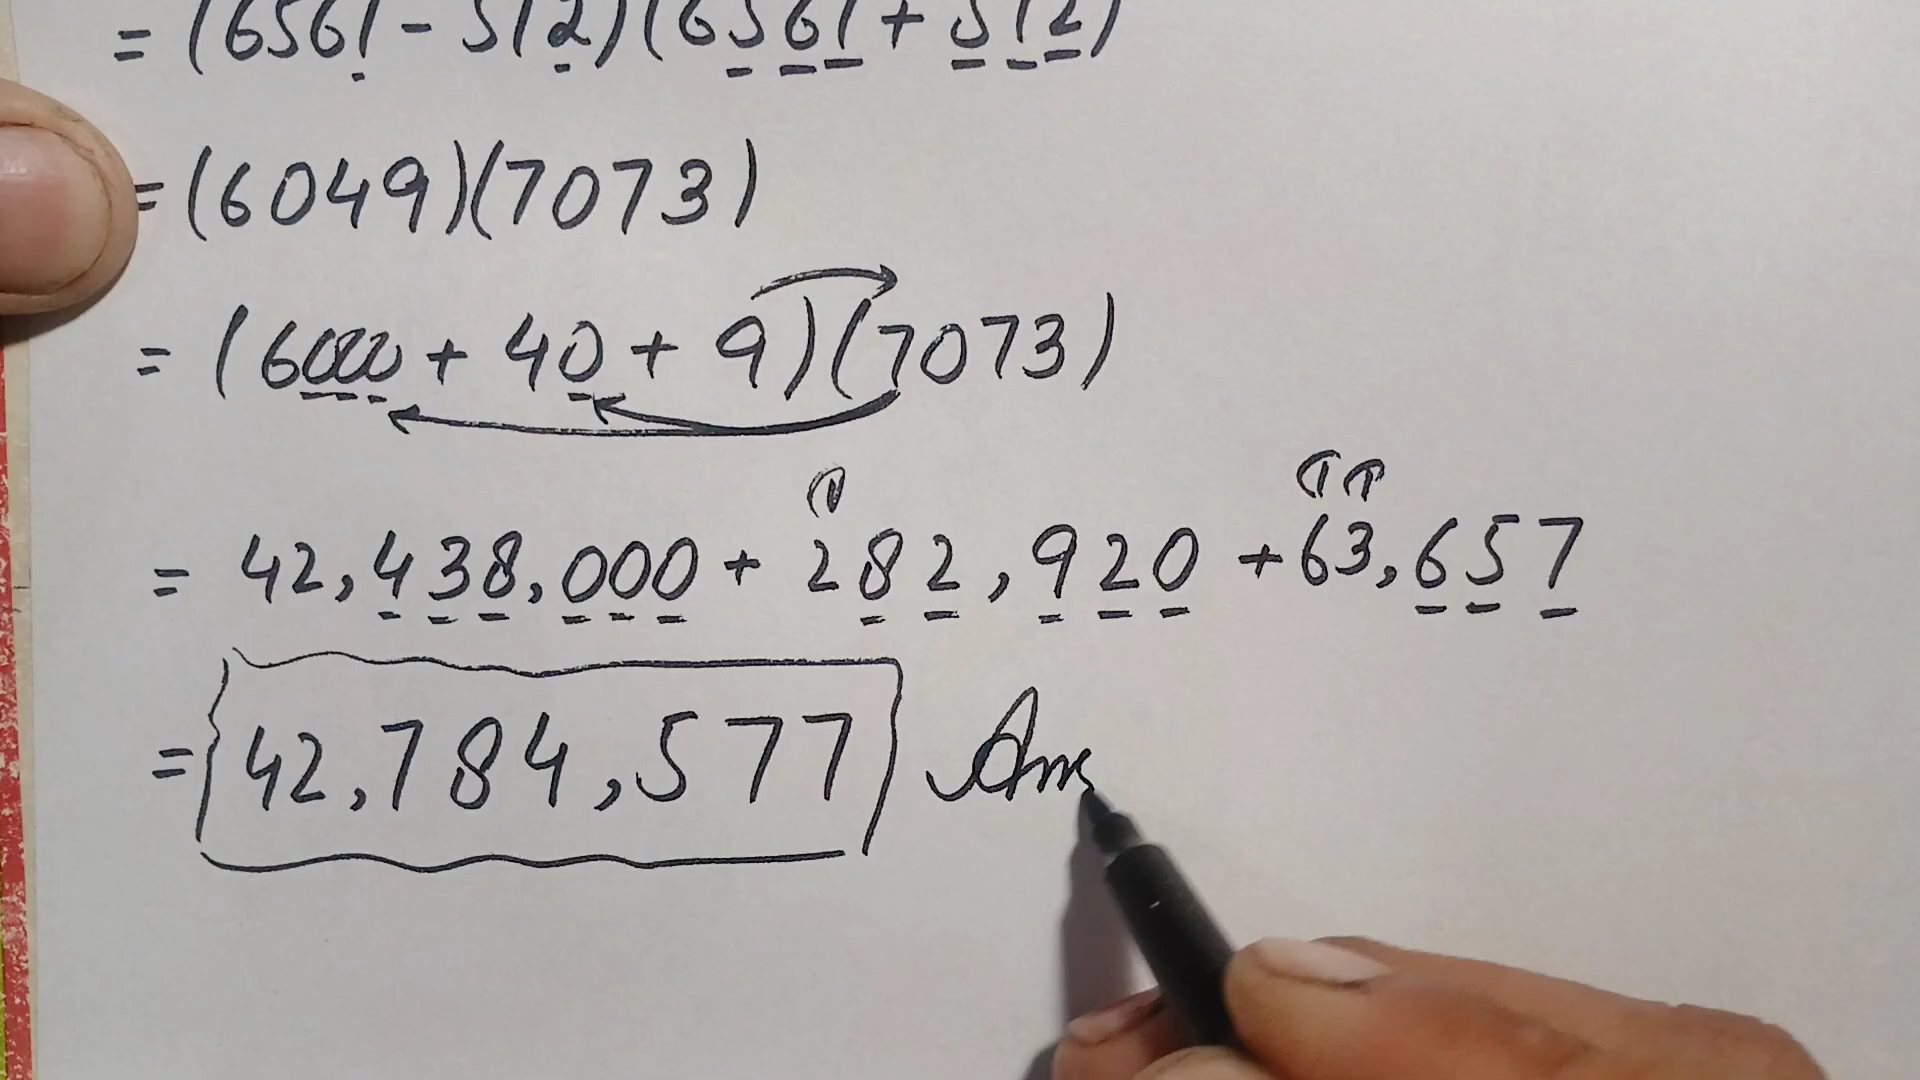 = (6561 - 512)(6561 + 512)
= (6049)(7073)
= (6000 + 40 + 9)(7073)
= 42,438,000 + 282,920 + 63,657
= 42,784,577 Ans